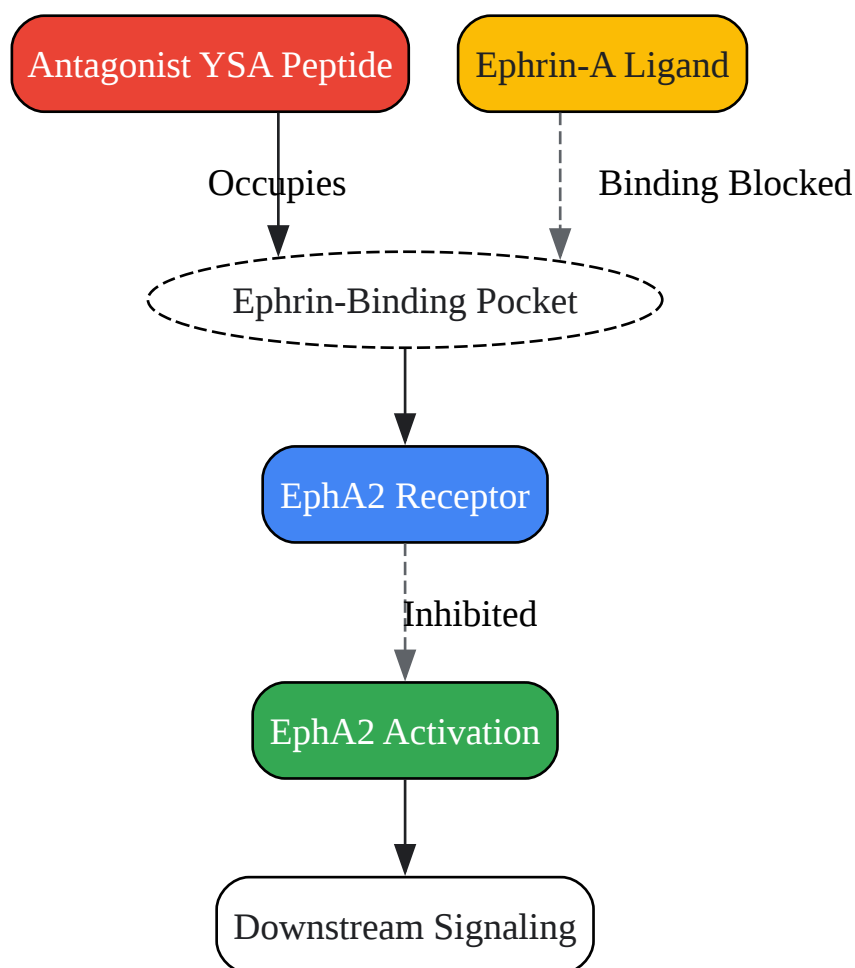 Antagonist YSA Peptide
Ephrin-A Ligand
Occupies
Binding Blocked
Ephrin-Binding Pocket
EphA2 Receptor
Inhibited
EphA2 Activation
Downstream Signaling